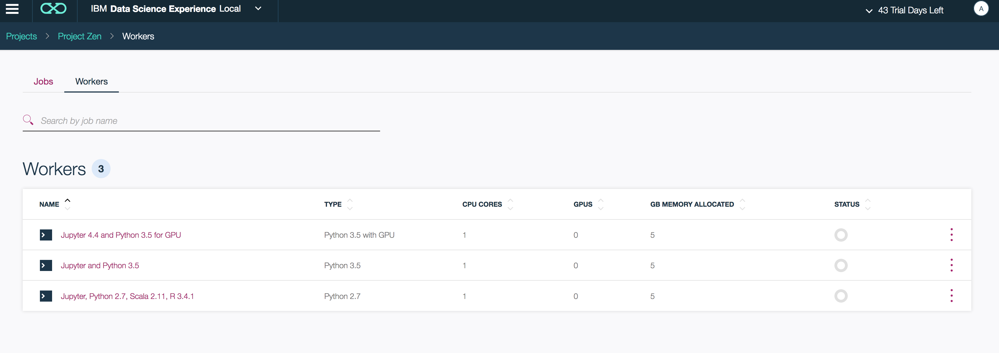 IBM Data Science Experience Local
43 Trial Days Left
A
Projects > Project Zen > Workers
Jobs Workers
Search by job name
Workers 3
NAME TYPE CPU CORES GPUS GB MEMORY ALLOCATED STATUS
Jupyter 4.4 and Python 3.5 for GPU Python 3.5 with GPU 1 0 5
Jupyter and Python 3.5 Python 3.5 1 0 5
Jupyter, Python 2.7, Scala 2.11, R 3.4.1 Python 2.7 1 0 5